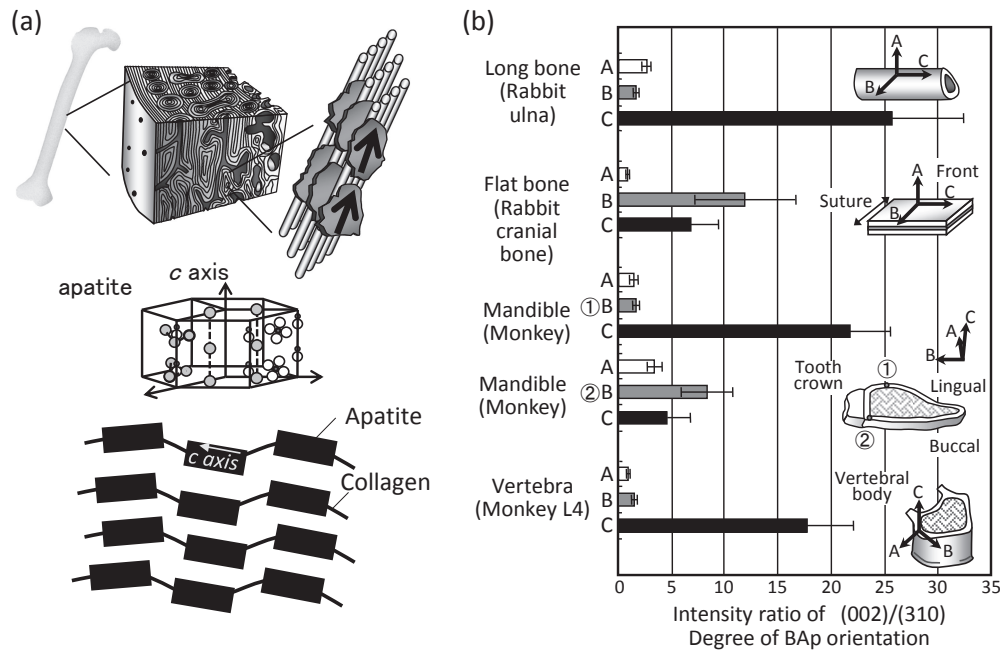 (a)
c axis
apatite
Apatite
c axis
Collagen
(b)
Long bone
(Rabbit
ulna)
A
B
C
A
C
B
Flat bone
(Rabbit
cranial
bone)
A
B
C
A
Front
C
Suture
B
Mandible
(Monkey)
A
①B
C
C
A
B
Mandible
(Monkey)
A
②B
C
Tooth
crown
①
Lingual
②
Buccal
Vertebra
(Monkey L4)
A
B
C
Vertebral
body
C
A
B
0 5 10 15 20 25 30 35
Intensity ratio of (002)/(310)
Degree of BAp orientation